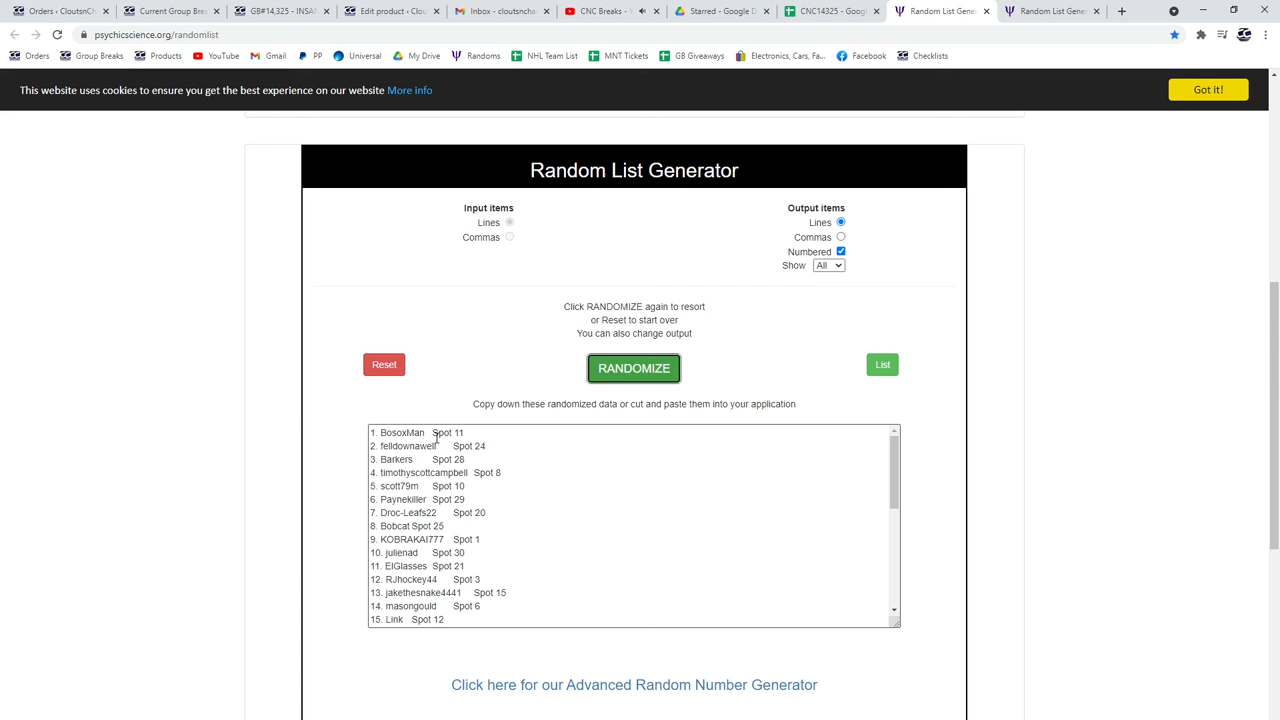 Orders ‹ CloutsnCh
Current Group Brea
GB#14,325 - INSAN
Edit product ‹ Clou
Inbox - cloutsnchar
CNC Breaks - Y
Starred - Google D
CNC14325 - Google
Random List Gener
Random List Gener
psychicscience.org/randomlist
Orders
Group Breaks
Products
YouTube
Gmail
PP
Universal
My Drive
Randoms
NHL Team List
MNT Tickets
GB Giveaways
Electronics, Cars, Fa...
Facebook
Checklists
This website uses cookies to ensure you get the best experience on our website More info
Got it!
Random List Generator
Input items
Lines
Commas
Output items
Lines
Commas
Numbered
Show All
Click RANDOMIZE again to resort
or Reset to start over
You can also change output
Reset
RANDOMIZE
List
Copy down these randomized data or cut and paste them into your application
1. BosoxMan Spot 11
2. felldownawell Spot 24
3. Barkers Spot 28
4. timothyscottcampbell Spot 8
5. scott79m Spot 10
6. Paynekiller Spot 29
7. Droc-Leafs22 Spot 20
8. Bobcat Spot 25
9. KOBRAKAI777 Spot 1
10. julienad Spot 30
11. ElGlasses Spot 21
12. RJhockey44 Spot 3
13. jakethesnake4441 Spot 15
14. masongould Spot 6
15. Link Spot 12
Click here for our Advanced Random Number Generator